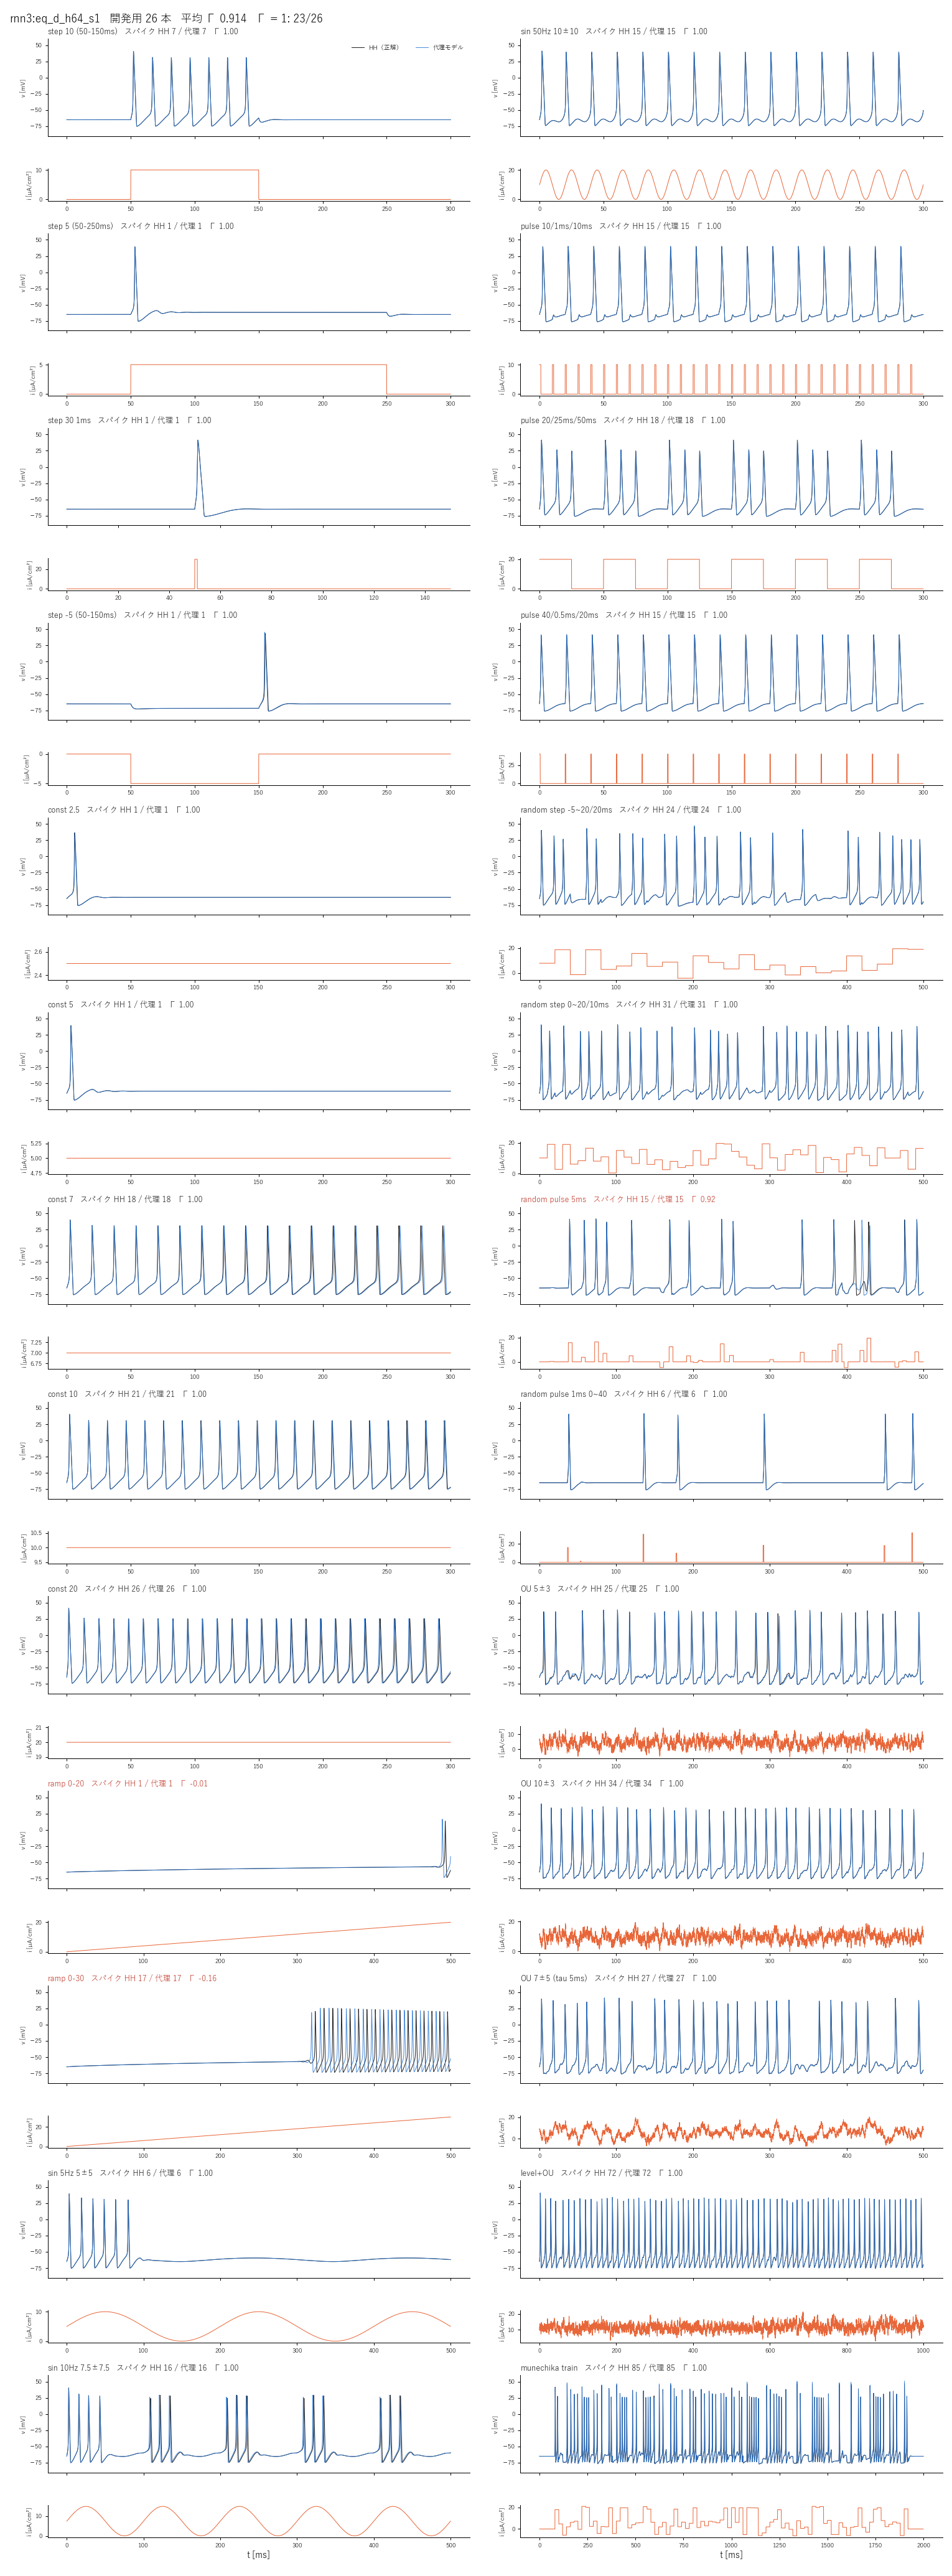 rnn3:eq_d_h64_s1 開発用 26 本 平均 Γ 0.914 Γ = 1: 23/26
step 10 (50-150ms) スパイク HH 7 / 代理 7 Γ 1.00
HH（正解） 代理モデル
v [mV]
i [μA/cm²]
sin 50Hz 10±10 スパイク HH 15 / 代理 15 Γ 1.00
step 5 (50-250ms) スパイク HH 1 / 代理 1 Γ 1.00
pulse 10/1ms/10ms スパイク HH 15 / 代理 15 Γ 1.00
step 30 1ms スパイク HH 1 / 代理 1 Γ 1.00
pulse 20/25ms/50ms スパイク HH 18 / 代理 18 Γ 1.00
step -5 (50-150ms) スパイク HH 1 / 代理 1 Γ 1.00
pulse 40/0.5ms/20ms スパイク HH 15 / 代理 15 Γ 1.00
const 2.5 スパイク HH 1 / 代理 1 Γ 1.00
random step -5~20/20ms スパイク HH 24 / 代理 24 Γ 1.00
const 5 スパイク HH 1 / 代理 1 Γ 1.00
random step 0~20/10ms スパイク HH 31 / 代理 31 Γ 1.00
const 7 スパイク HH 18 / 代理 18 Γ 1.00
random pulse 5ms スパイク HH 15 / 代理 15 Γ 0.92
const 10 スパイク HH 21 / 代理 21 Γ 1.00
random pulse 1ms 0~40 スパイク HH 6 / 代理 6 Γ 1.00
const 20 スパイク HH 26 / 代理 26 Γ 1.00
OU 5±3 スパイク HH 25 / 代理 25 Γ 1.00
ramp 0-20 スパイク HH 1 / 代理 1 Γ -0.01
OU 10±3 スパイク HH 34 / 代理 34 Γ 1.00
ramp 0-30 スパイク HH 17 / 代理 17 Γ -0.16
OU 7±5 (tau 5ms) スパイク HH 27 / 代理 27 Γ 1.00
sin 5Hz 5±5 スパイク HH 6 / 代理 6 Γ 1.00
level+OU スパイク HH 72 / 代理 72 Γ 1.00
sin 10Hz 7.5±7.5 スパイク HH 16 / 代理 16 Γ 1.00
munechika train スパイク HH 85 / 代理 85 Γ 1.00
t [ms]
t [ms]